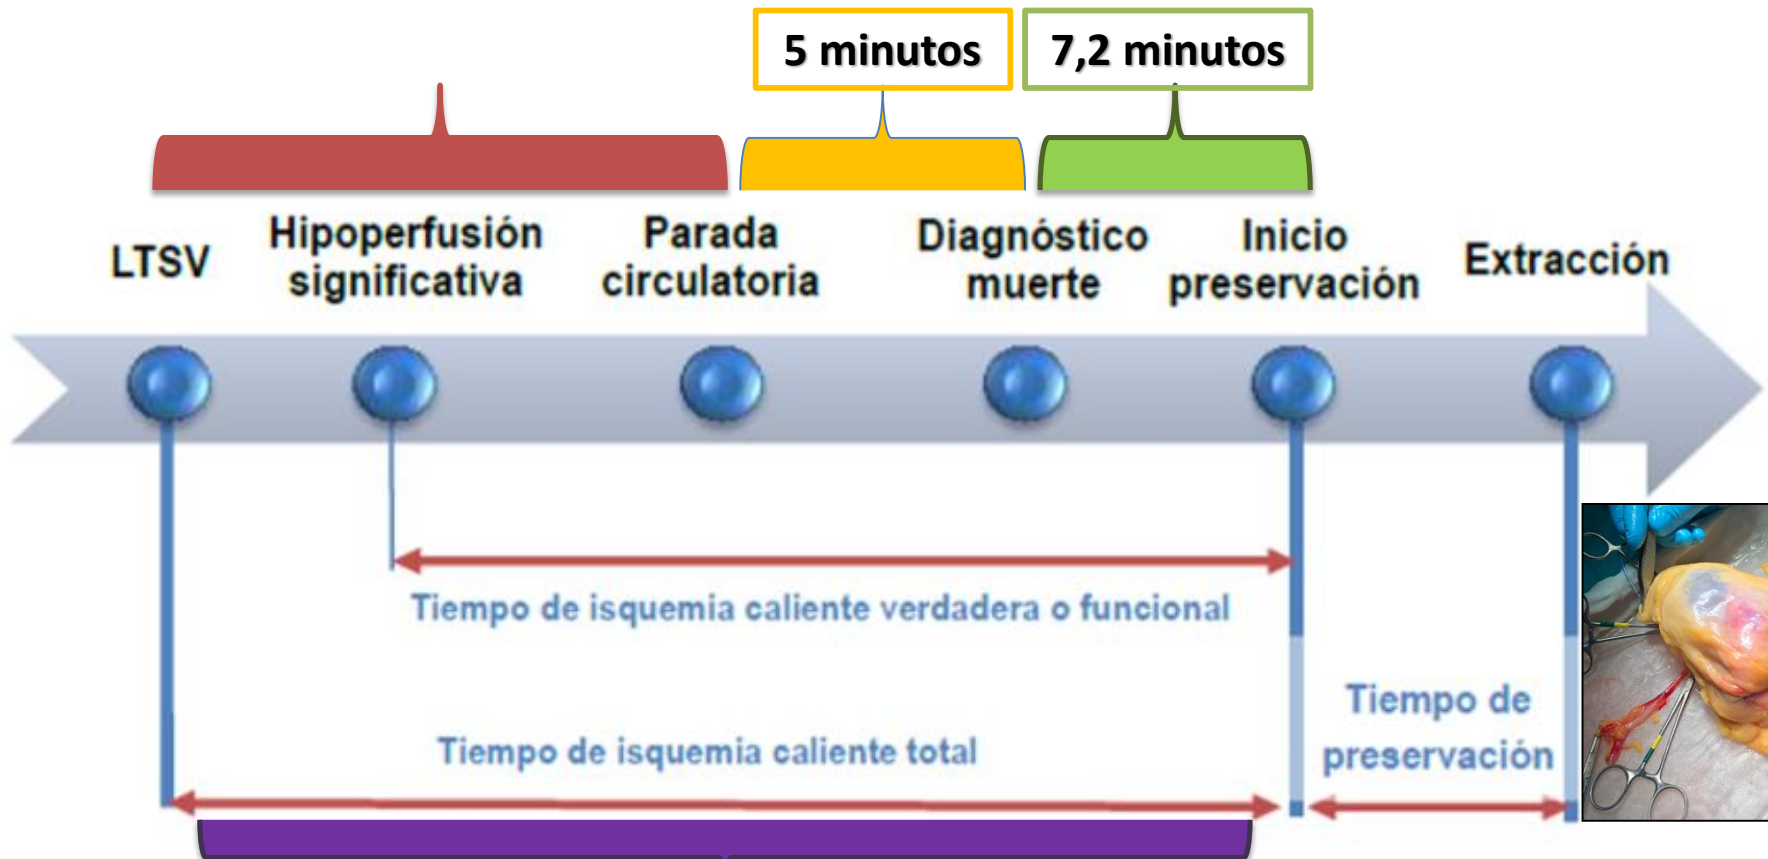 5 minutos
7,2 minutos
LTSV
Hipoperfusión
significativa
Parada
circulatoria
Diagnóstico
muerte
Inicio
preservación
Extracción
Tiempo de isquemia caliente verdadera o funcional
Tiempo de isquemia caliente total
Tiempo de
preservación